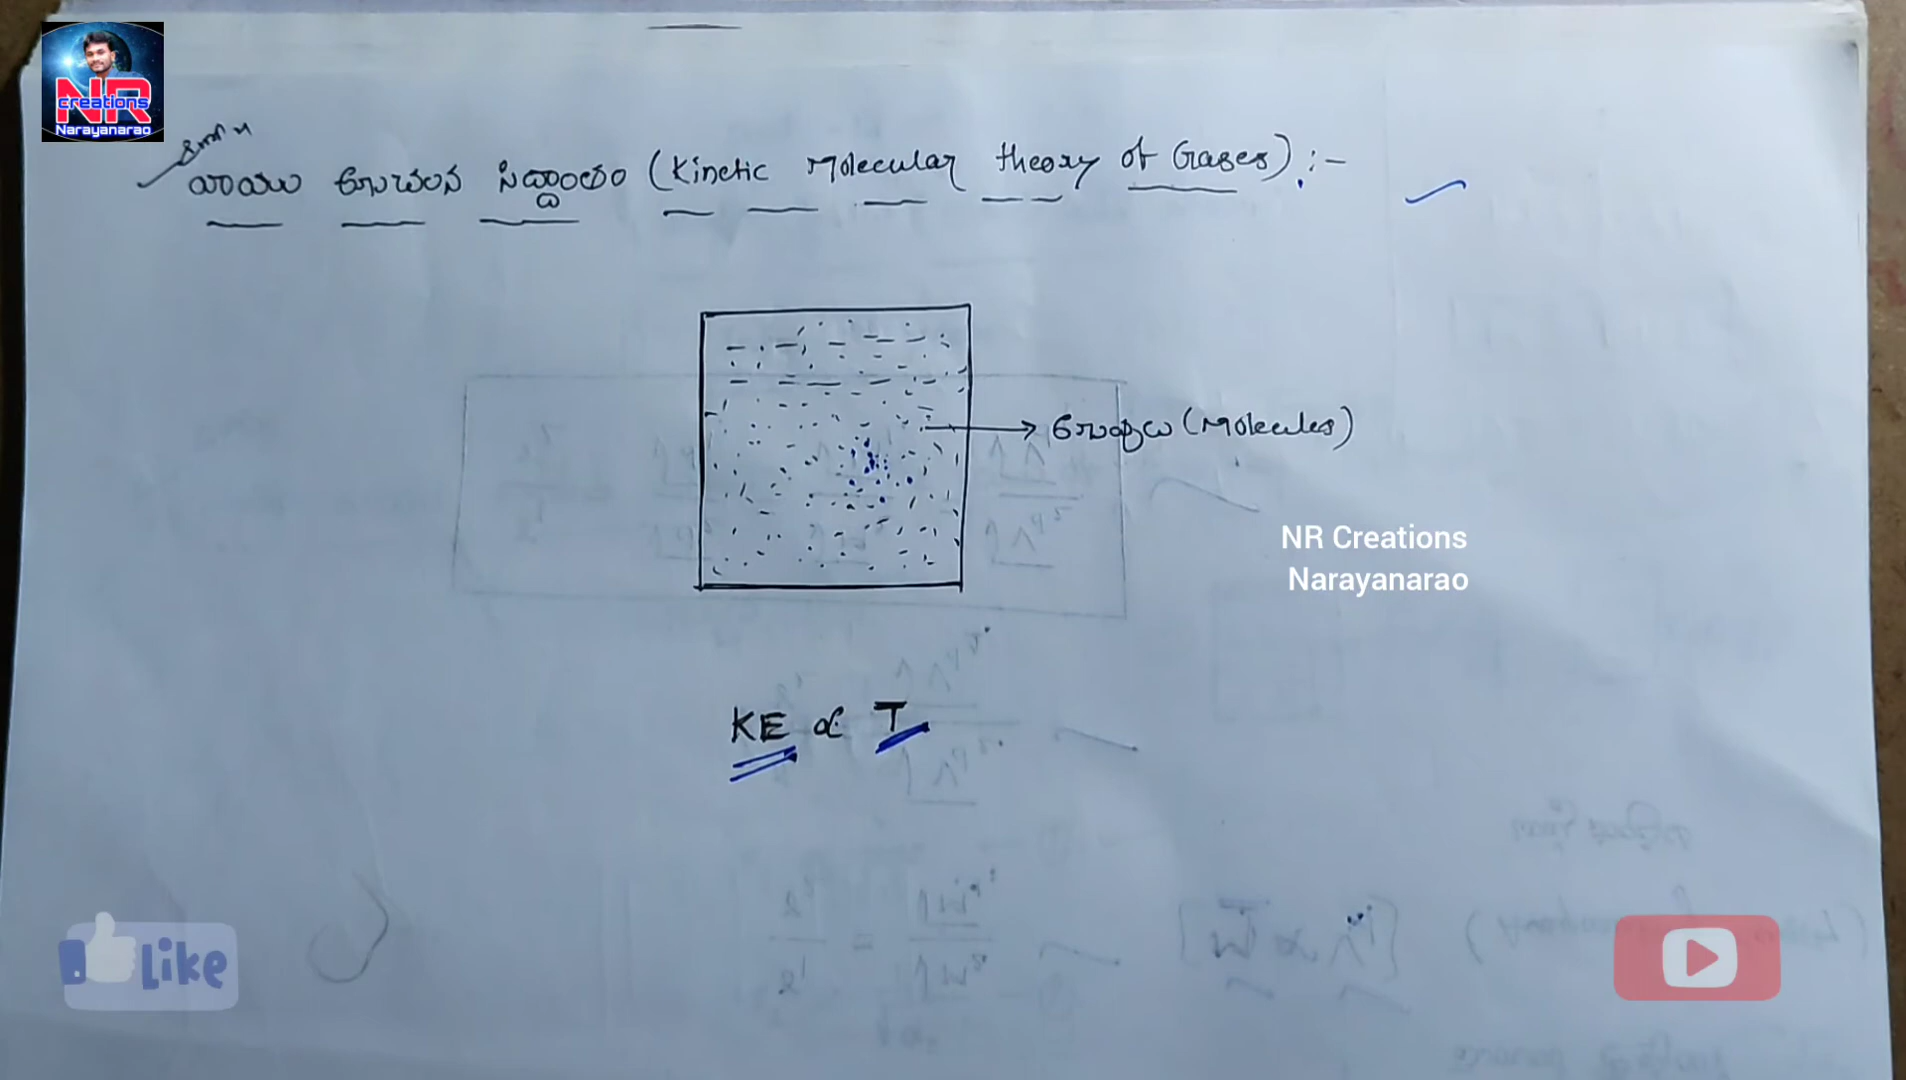 NR
creations
Narayanarao
వాయు అణుచలన సిద్ధాంతం (Kinetic Molecular theory of Gases) :-
అణువులు (Molecules)
NR Creations
Narayanarao
KE ∝ T
Like